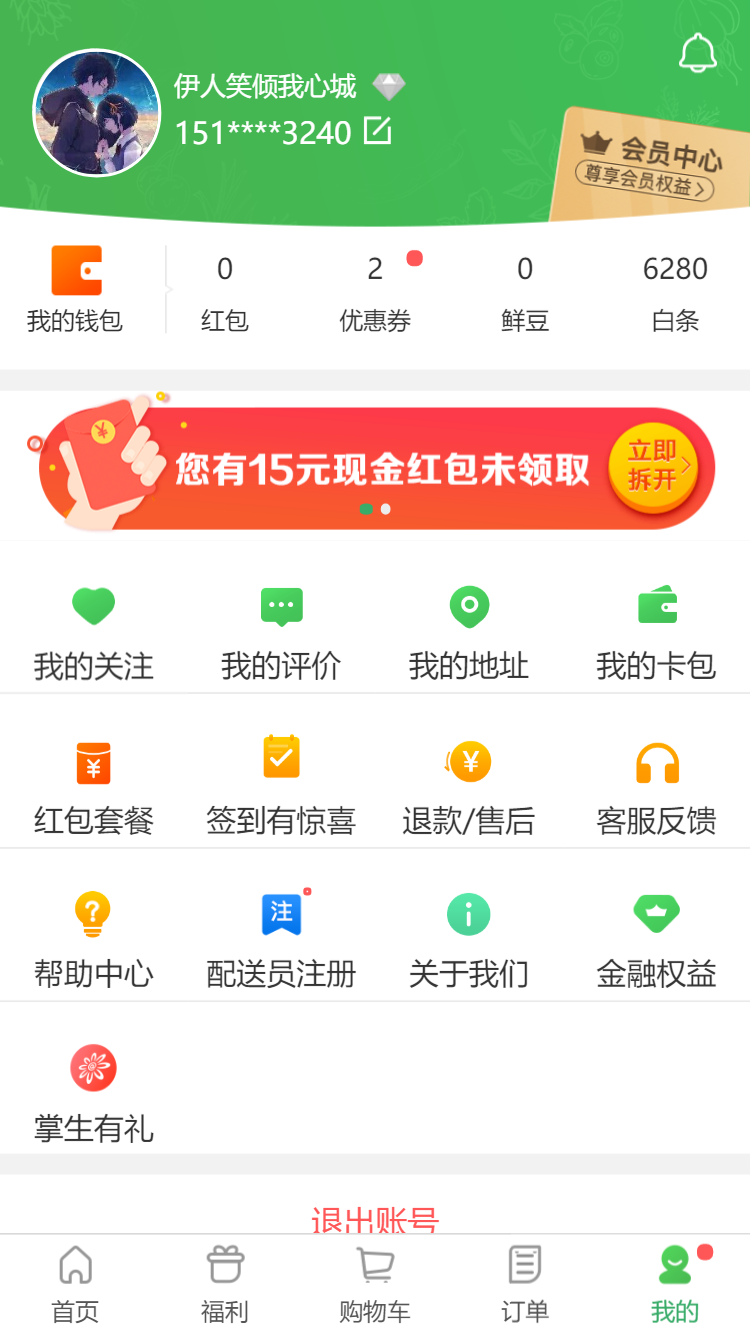 伊人笑倾我心城
151****3240
会员中心
尊享会员权益
0
2
0
6280
我的钱包
红包
优惠券
鲜豆
白条
您有15元现金红包未领取
立即
拆开
我的关注
我的评价
我的地址
我的卡包
¥
¥
红包套餐
签到有惊喜
退款/售后
客服反馈
?
注
i
帮助中心
配送员注册
关于我们
金融权益
掌生有礼
退出账号
首页
福利
购物车
订单
我的